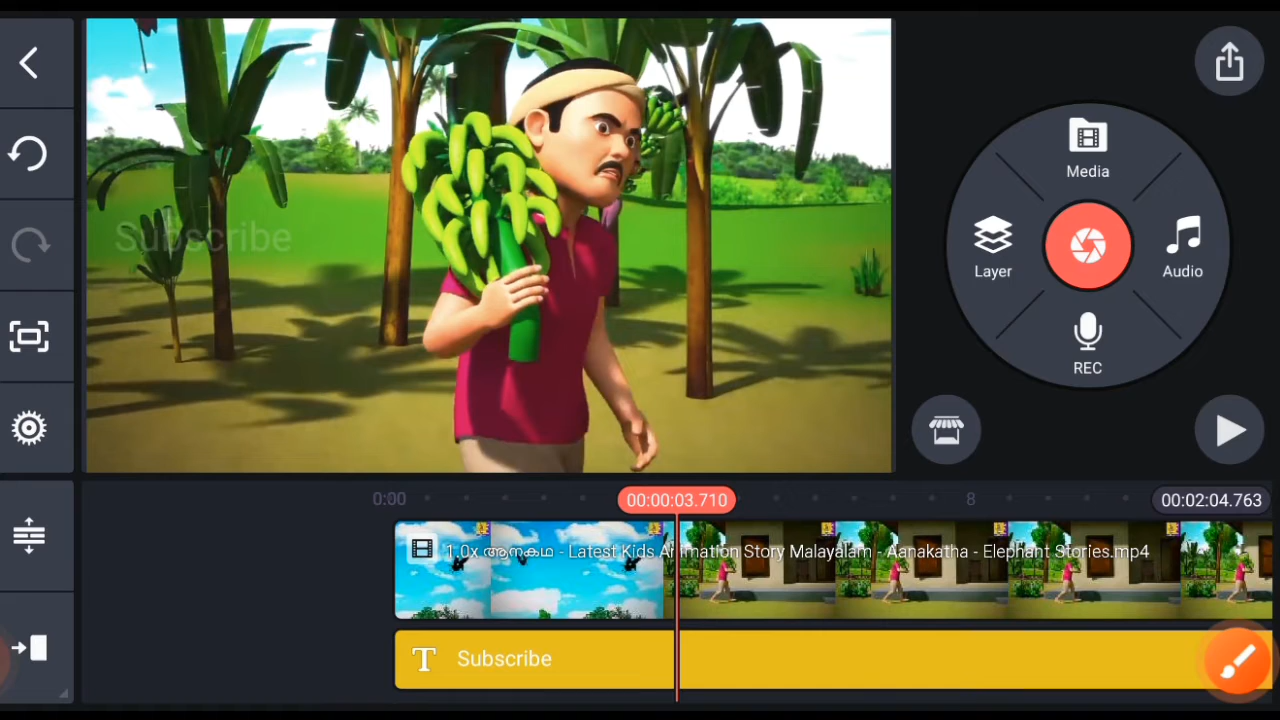 Subscribe
Media
Layer
Audio
REC
0:00
00:00:03.710
8
00:02:04.763
1.0x ആനകഥ - Latest Kids Animation Story Malayalam - Aanakatha - Elephant Stories.mp4
T Subscribe